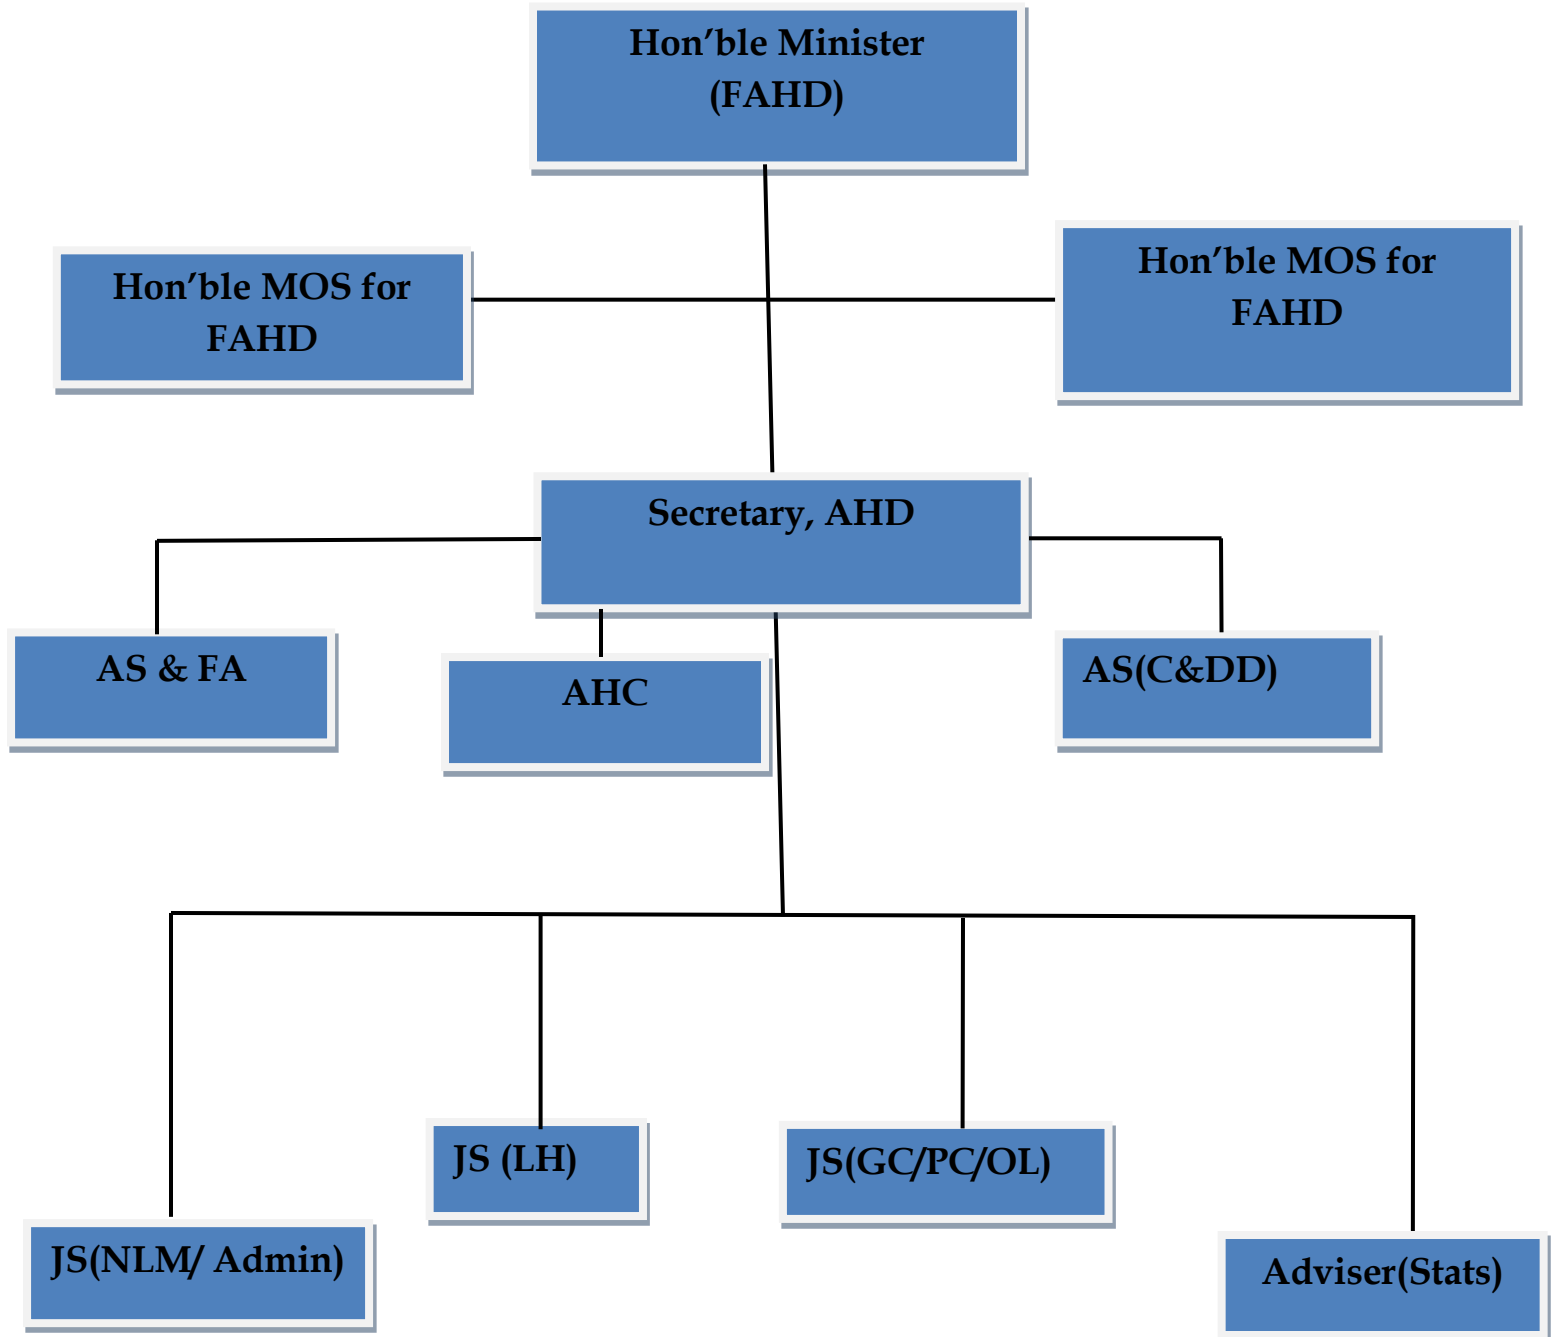 Hon’ble Minister
(FAHD)
Hon’ble MOS for
FAHD
Hon’ble MOS for
FAHD
Secretary, AHD
AS & FA
AHC
AS(C&DD)
JS (LH)
JS(GC/PC/OL)
JS(NLM/ Admin)
Adviser(Stats)